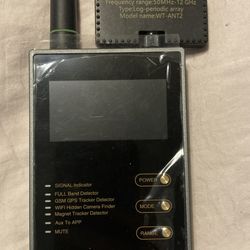 Frequency range:50MHz-12 GHz
Type:Log-periodic array
Model name:WT-ANT2
POWER
SIGNAL Indicator
FULL Band Detector
GSM GPS Tracker Detector
WIFI Hidden Camera Finder
Magnet Tracker Detector
MODE
Aux To APP
MUTE
RANGE